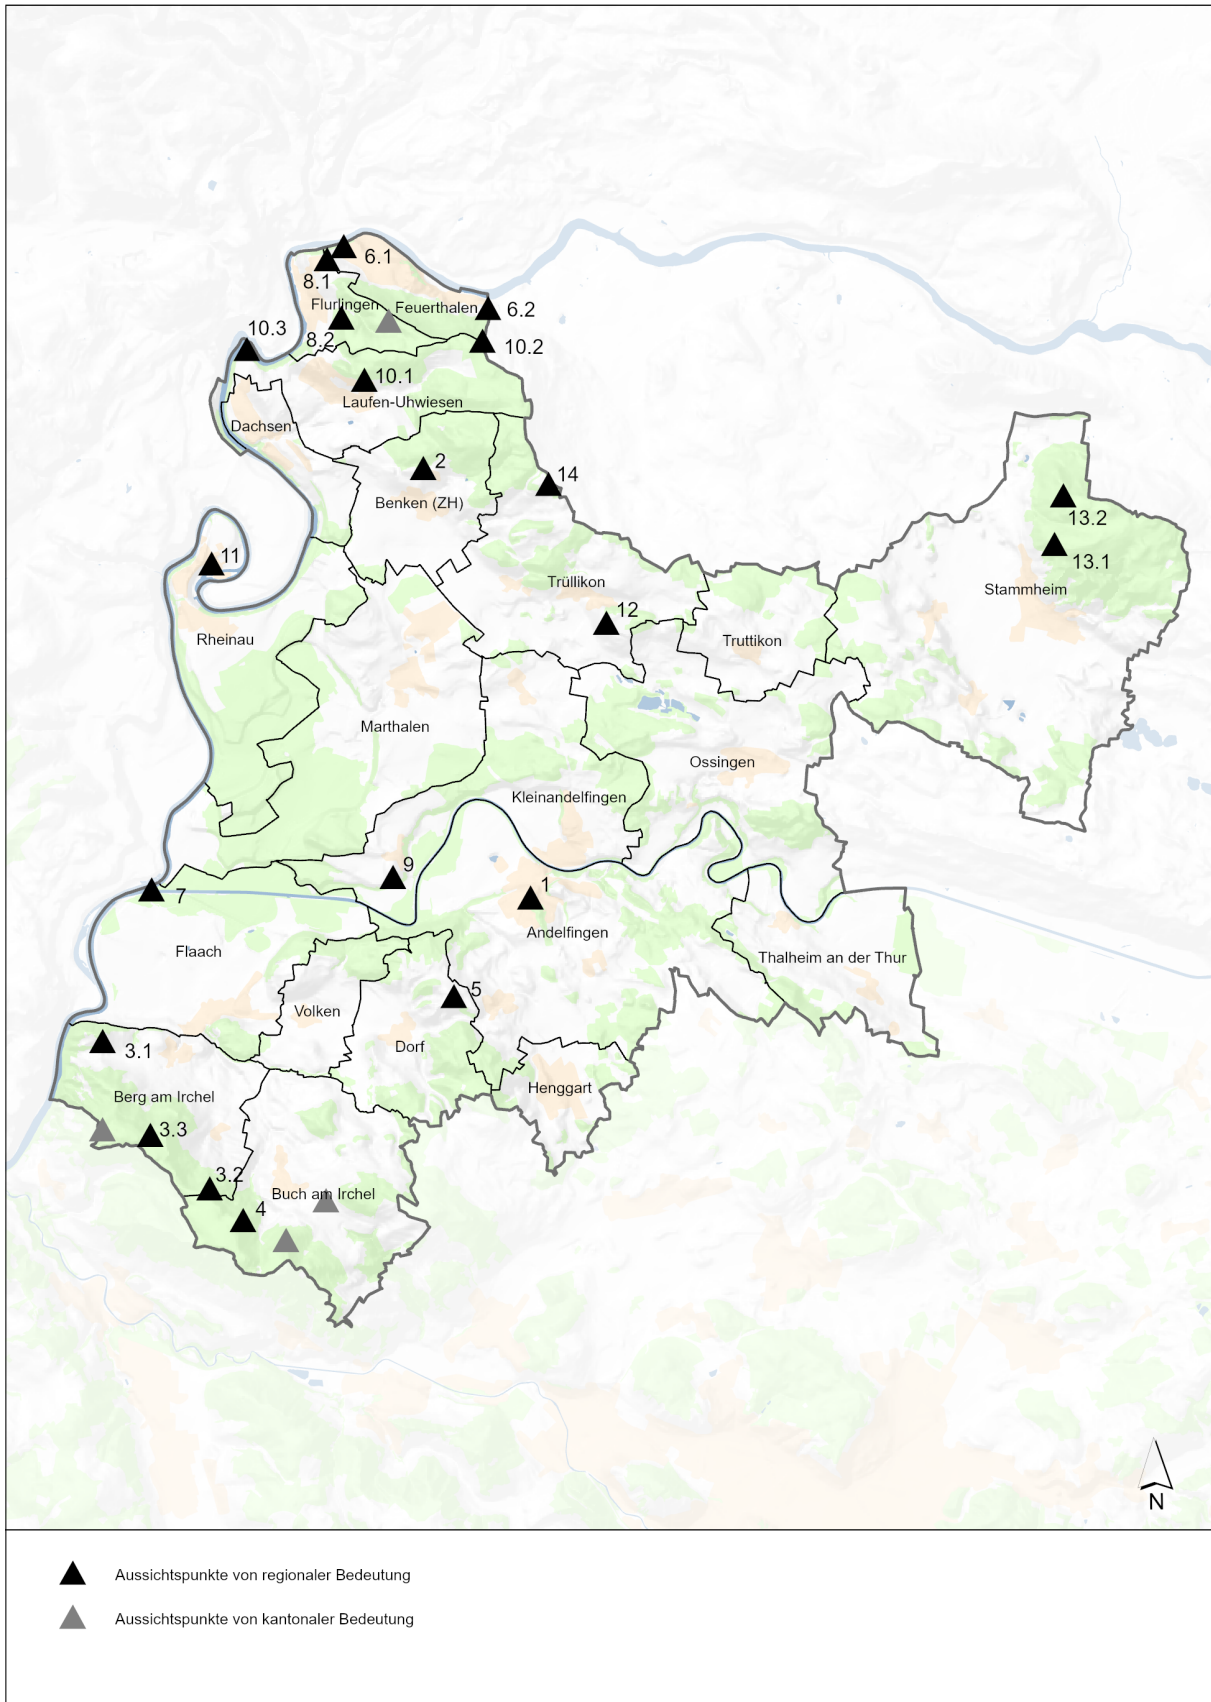 6.1
8.1
Flurlingen
Feuerthalen
6.2
10.3
8.2
10.2
10.1
Laufen-Uhwiesen
Dachsen
2
14
Benken (ZH)
13.2
13.1
11
Trüllikon
Stammheim
12
Rheinau
Truttikon
Marthalen
Ossingen
Kleinandelfingen
9
7
1
Andelfingen
Flaach
Thalheim an der Thur
5
Volken
3.1
Dorf
Henggart
Berg am Irchel
3.3
3.2
Buch am Irchel
4
N
Aussichtspunkte von regionaler Bedeutung
Aussichtspunkte von kantonaler Bedeutung